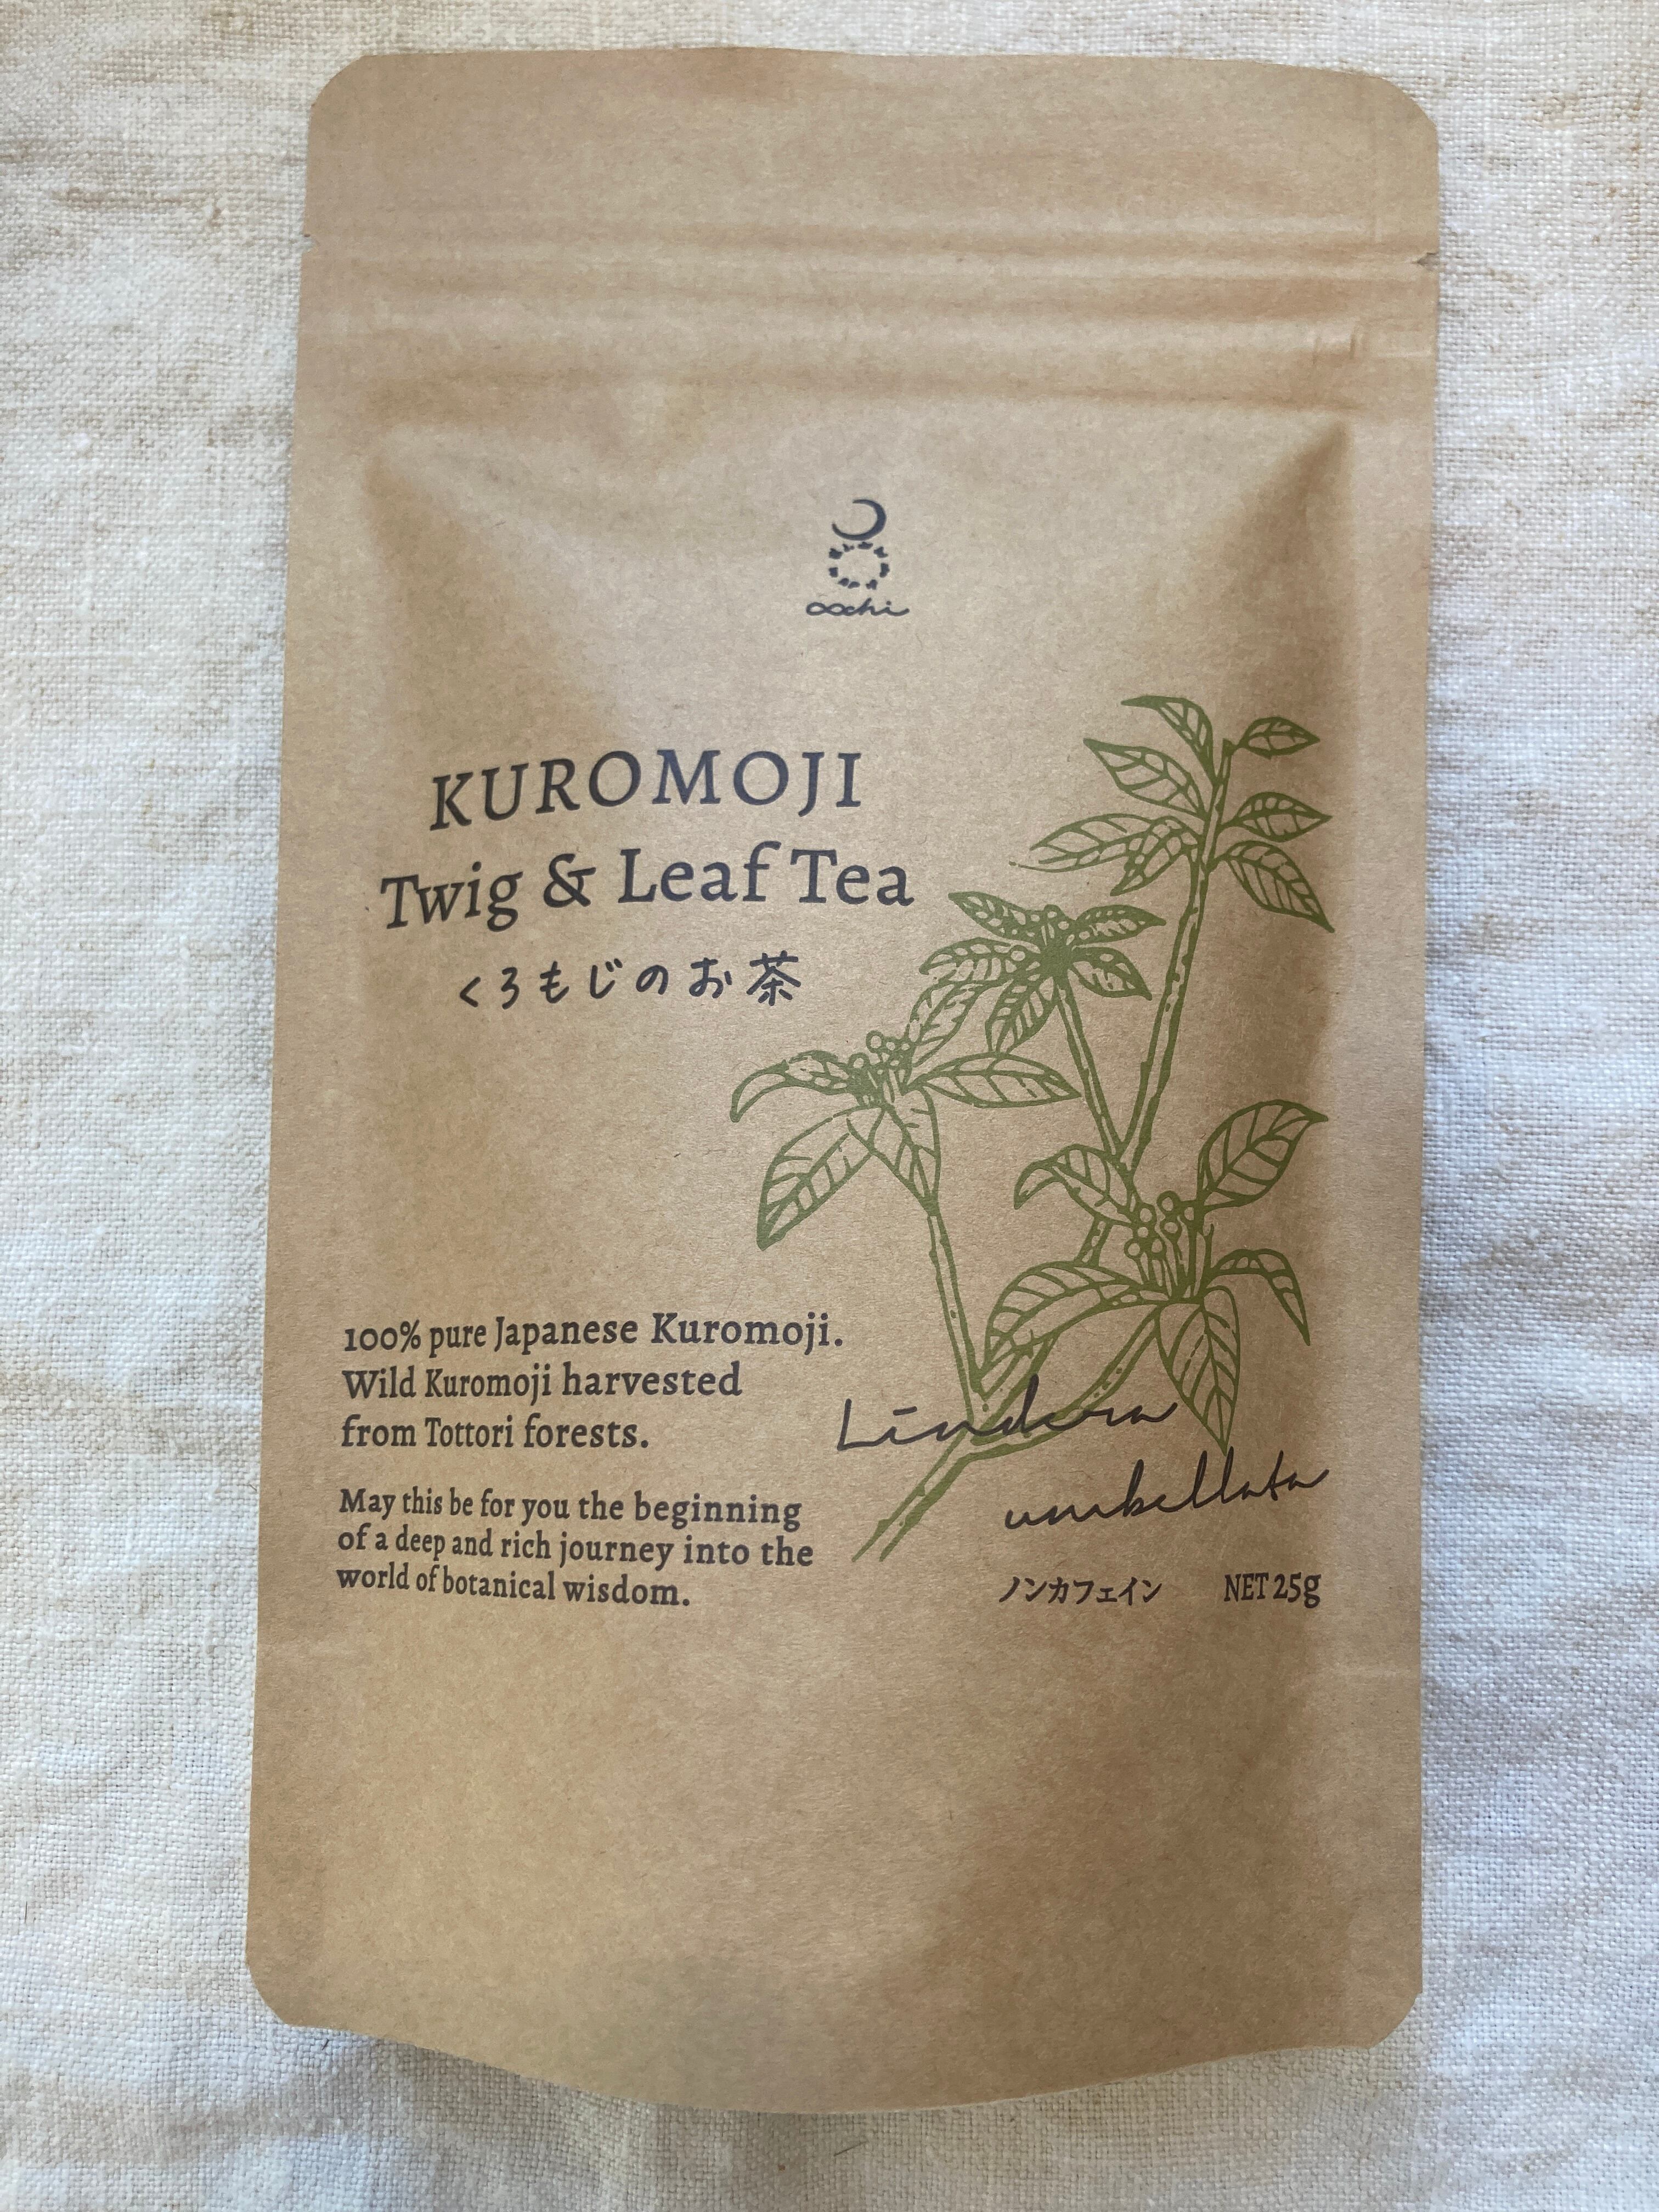 oochi
KUROMOJI
Twig & Leaf Tea
くろもじのお茶
100% pure Japanese Kuromoji.
Wild Kuromoji harvested
from Tottori forests.
May this be for you the beginning
of a deep and rich journey into the
world of botanical wisdom.
Lindera
umbellata
ノンカフェイン NET 25g